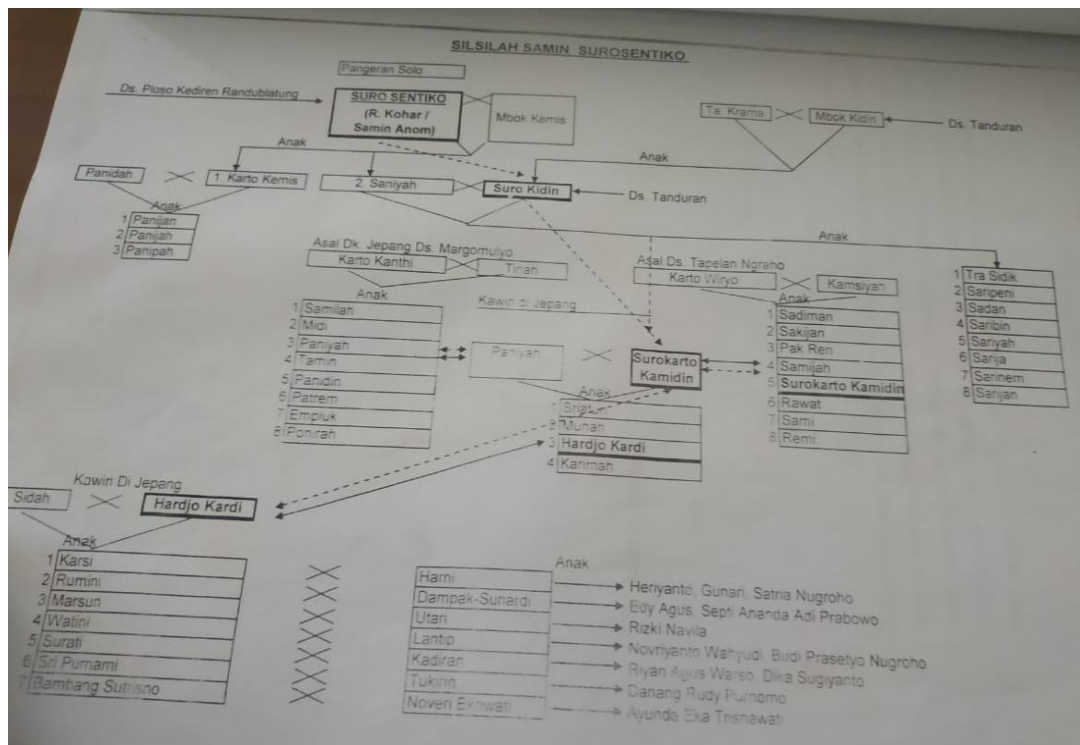 SILSILAH SAMIN SUROSENTIKO
Pangeran Solo
Ds. Ploso Kediren Randublatung
SURO SENTIKO
(R. Kohar /
Samin Anom)
Mbok Kemis
Ta. Krama
Mbok Kidin
Ds. Tanduran
Anak
Anak
Panidah
1. Karto Kemis
2. Saniyah
Suro Kidin
Ds. Tanduran
Anak
1 Panijan
2 Panijah
3 Panipah
Anak
1 Tra Sidik
2 Saripeni
3 Sadan
4 Saribin
5 Sariyah
6 Sarija
7 Sarinem
8 Sarijan
Asal Dk. Jepang Ds. Margomulyo
Karto Kanthi
Tinah
Anak
1 Samilah
2 Midi
3 Paniyah
4 Tamin
5 Panidin
6 Patrem
7 Empluk
8 Ponirah
Asal Ds. Tapelan Ngraho
Karto Wiryo
Kamsiyah
Anak
1 Sadiman
2 Sakijan
3 Pak Ren
4 Samijah
5 Surokarto Kamidin
6 Rawat
7 Sami
8 Remi
Kawin di Jepang
Paniyah
Surokarto
Kamidin
Anak
1
2 Munah
3 Hardjo Kardi
4 Karimah
Kawin Di Jepang
Sidah
Hardjo Kardi
Anak
1 Karsi
2 Rumini
3 Marsun
4 Watini
5 Surati
6 Sri Purnami
7 Bambang Sutrisno
Anak
Harni
Heriyanto, Gunari, Satria Nugroho
Dampak-Sunardi
Edy Agus, Septi Ananda Adi Prabowo
Utari
Rizki Navila
Lantip
Novriyanto Wahyudi, Budi Prasetyo Nugroho
Kadiran
Riyan Agus Warso, Dika Sugiyanto
Tukirin
Danang Rudy Purnomo
Noveri Ekowati
Ayunda Eka Trisnawati